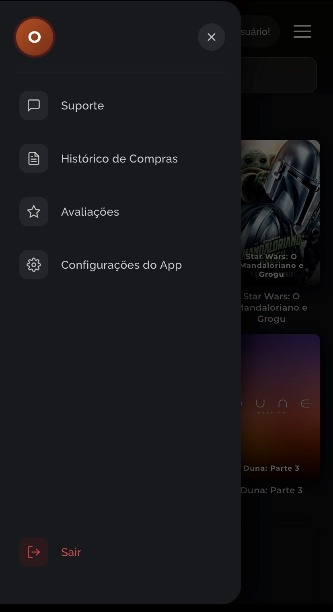 suário!
Suporte
Histórico de Compras
Avaliações
Configurações do App
Star Wars: O
Mandaloriano e
Grogu
Star Wars: O
Mandaloriano e
Grogu
DUNE
Duna: Parte 3
Duna: Parte 3
Sair